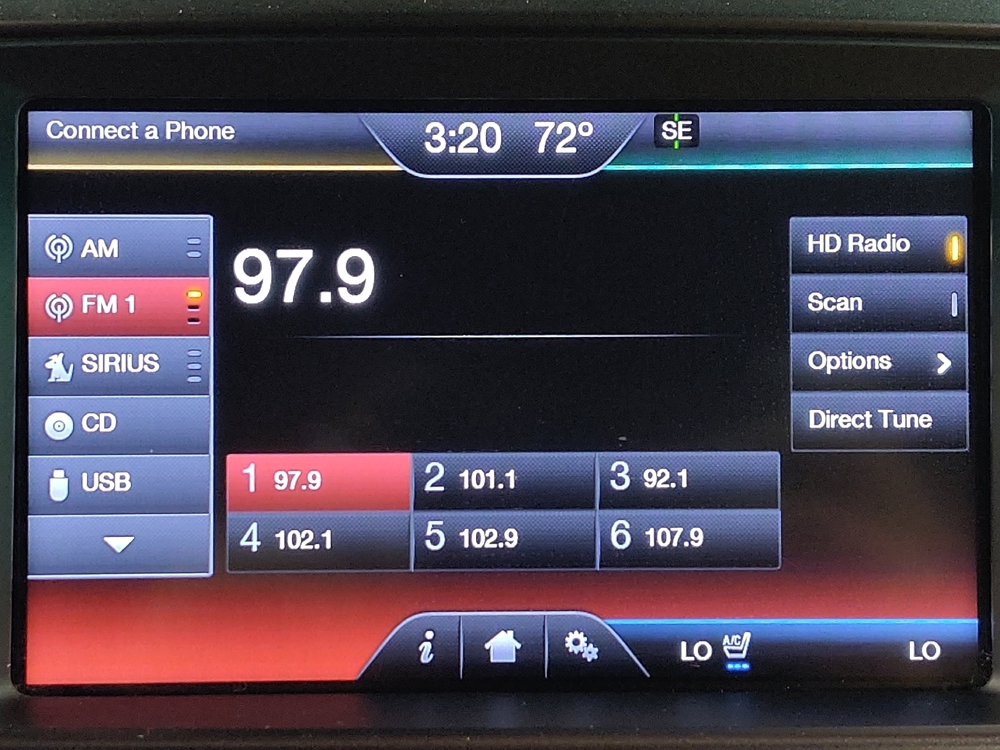 Connect a Phone
3:20 72º
SE
AM
FM 1
SIRIUS
CD
USB
97.9
HD Radio
Scan
Options
Direct Tune
1 97.9
2 101.1
3 92.1
4 102.1
5 102.9
6 107.9
i
LO
A/C
LO